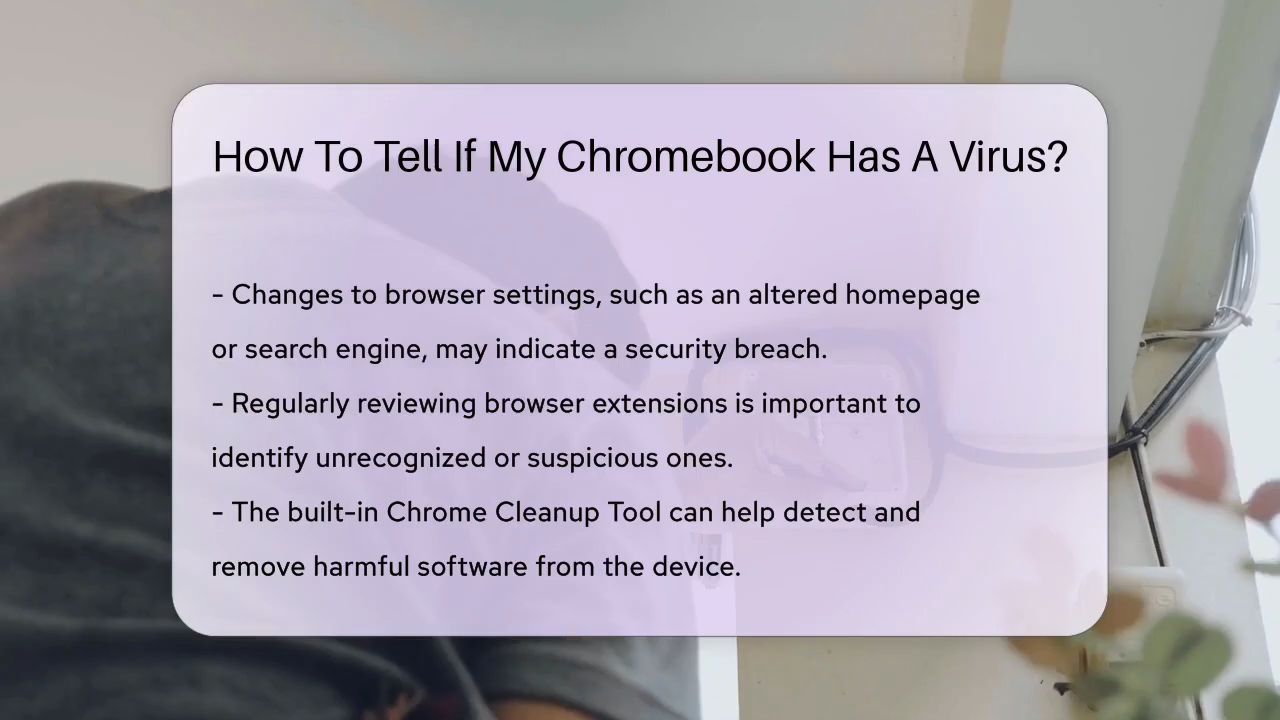 How To Tell If My Chromebook Has A Virus?
- Changes to browser settings, such as an altered homepage
or search engine, may indicate a security breach.
- Regularly reviewing browser extensions is important to
identify unrecognized or suspicious ones.
- The built-in Chrome Cleanup Tool can help detect and
remove harmful software from the device.